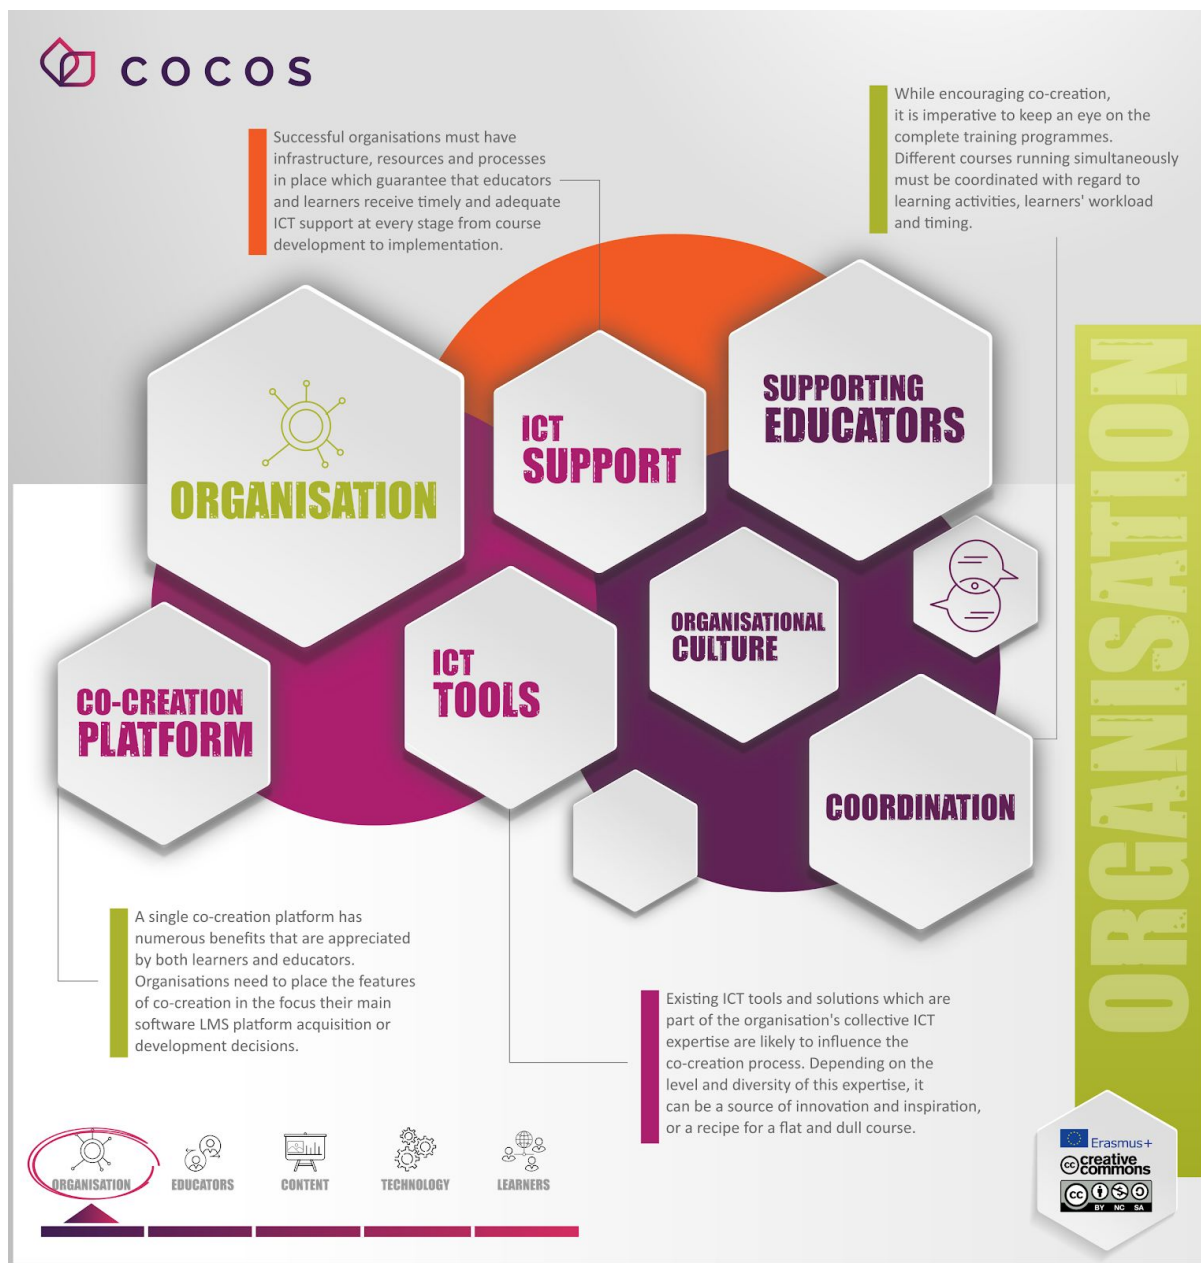 COCOS
Successful organisations must have
infrastructure, resources and processes
in place which guarantee that educators
and learners receive timely and adequate
ICT support at every stage from course
development to implementation.
While encouraging co-creation,
it is imperative to keep an eye on the
complete training programmes.
Different courses running simultaneously
must be coordinated with regard to
learning activities, learners' workload
and timing.
ORGANISATION
ICT
SUPPORT
SUPPORTING
EDUCATORS
CO-CREATION
PLATFORM
ICT
TOOLS
ORGANISATIONAL
CULTURE
COORDINATION
ORGANISATION
A single co-creation platform has
numerous benefits that are appreciated
by both learners and educators.
Organisations need to place the features
of co-creation in the focus their main
software LMS platform acquisition or
development decisions.
Existing ICT tools and solutions which are
part of the organisation's collective ICT
expertise are likely to influence the
co-creation process. Depending on the
level and diversity of this expertise, it
can be a source of innovation and inspiration,
or a recipe for a flat and dull course.
ORGANISATION
EDUCATORS
CONTENT
TECHNOLOGY
LEARNERS
Erasmus+
cc creative
commons
cc
BY NC SA